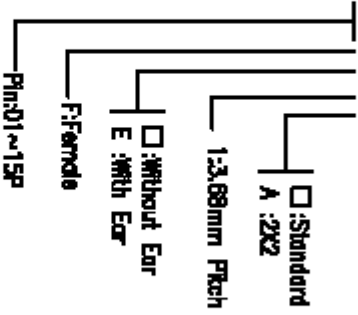 □:Standard
A :2X2
1:3.68mm Pitch
□:Without Ear
E :With Ear
F:Female
Pin:01~15P